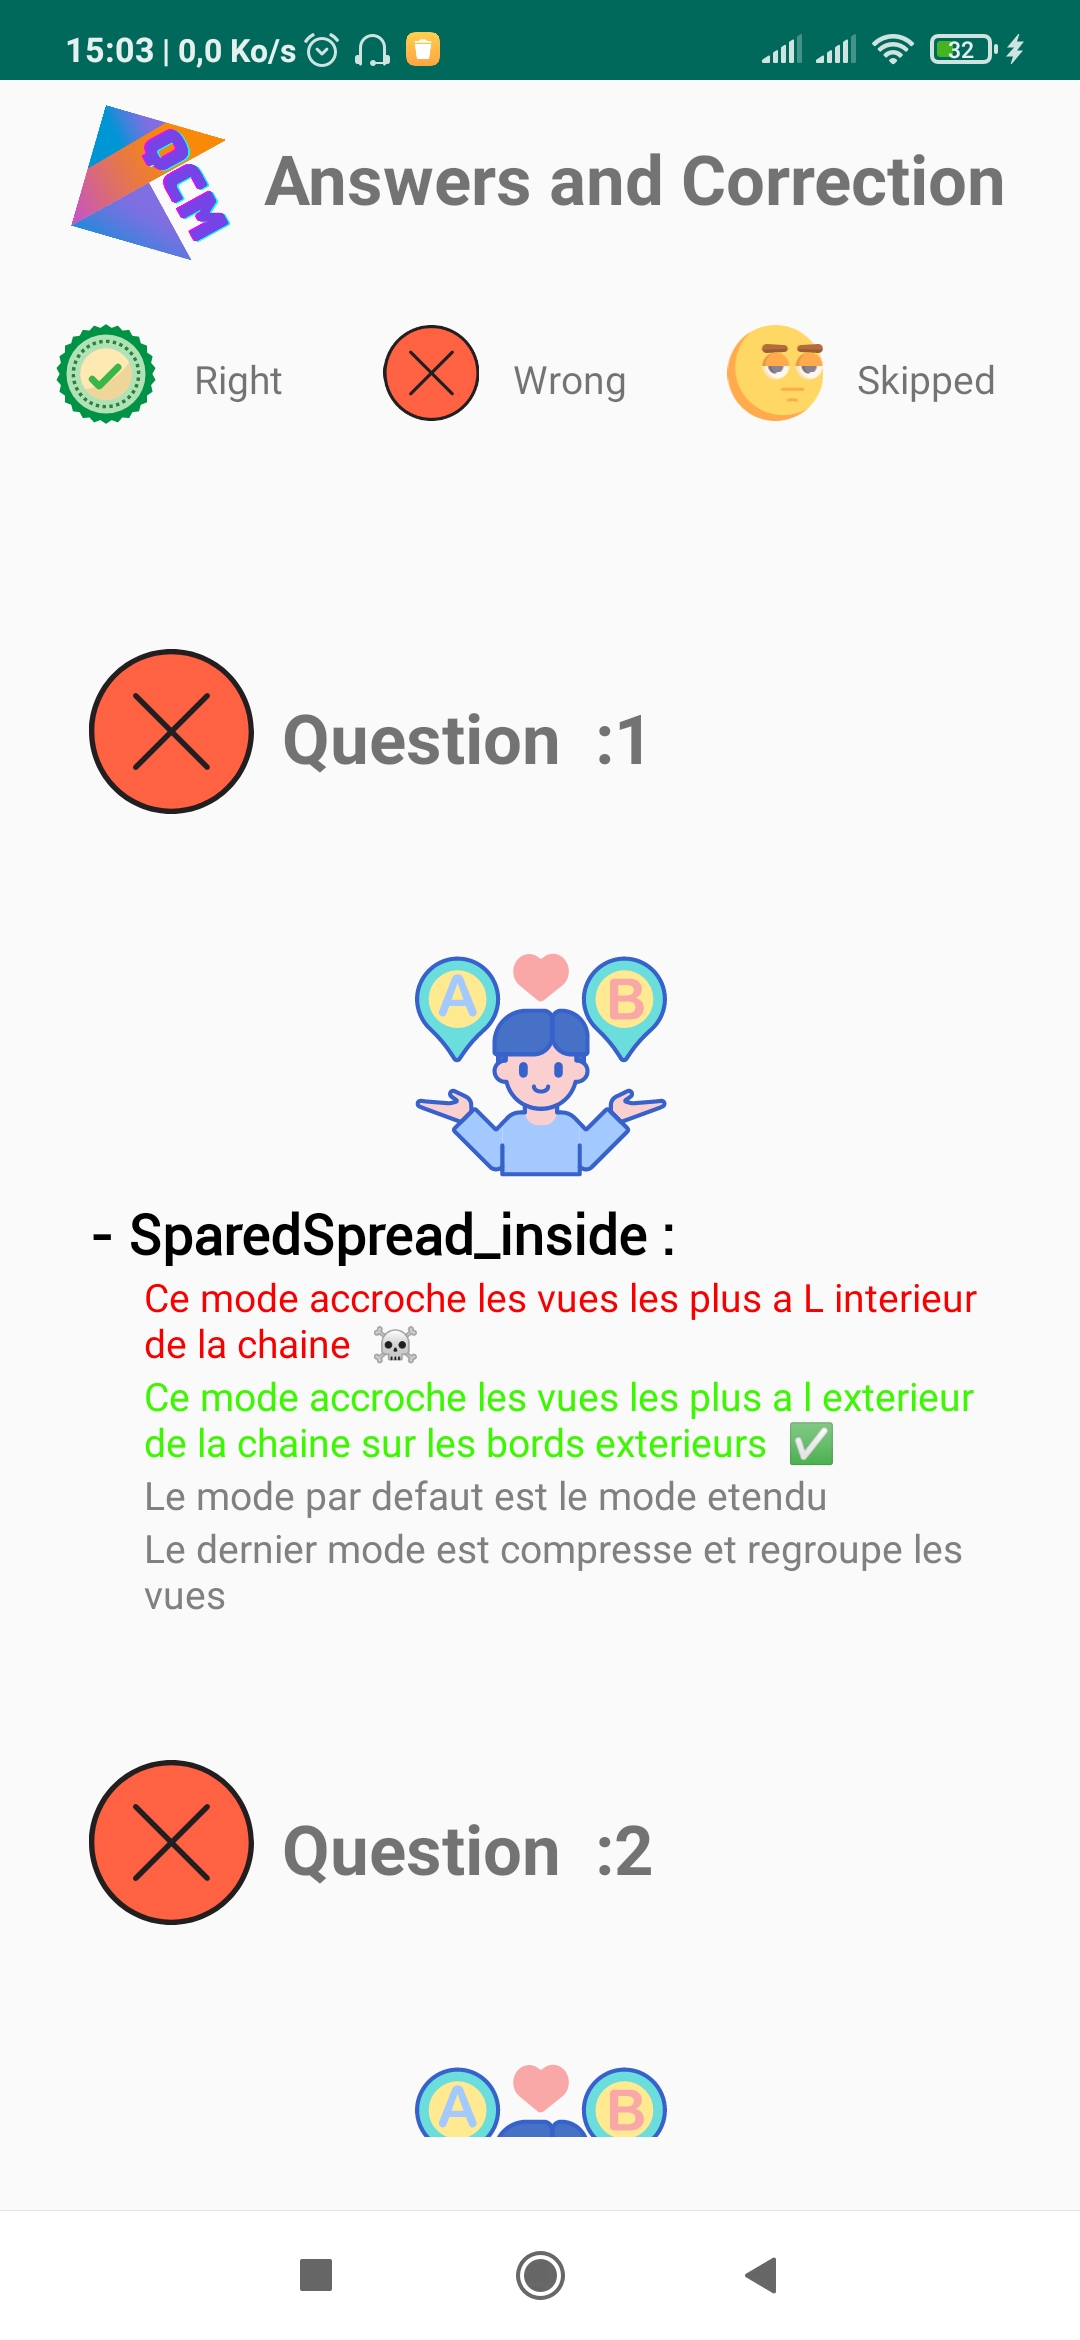 15:03 | 0,0 Ko/s
32
QCM
Answers and Correction
Right
Wrong
Skipped
Question :1
A
B
- SparedSpread_inside :
Ce mode accroche les vues les plus a L interieur
de la chaine ☠
Ce mode accroche les vues les plus a l exterieur
de la chaine sur les bords exterieurs ✅
Le mode par defaut est le mode etendu
Le dernier mode est compresse et regroupe les
vues
Question :2
A
B